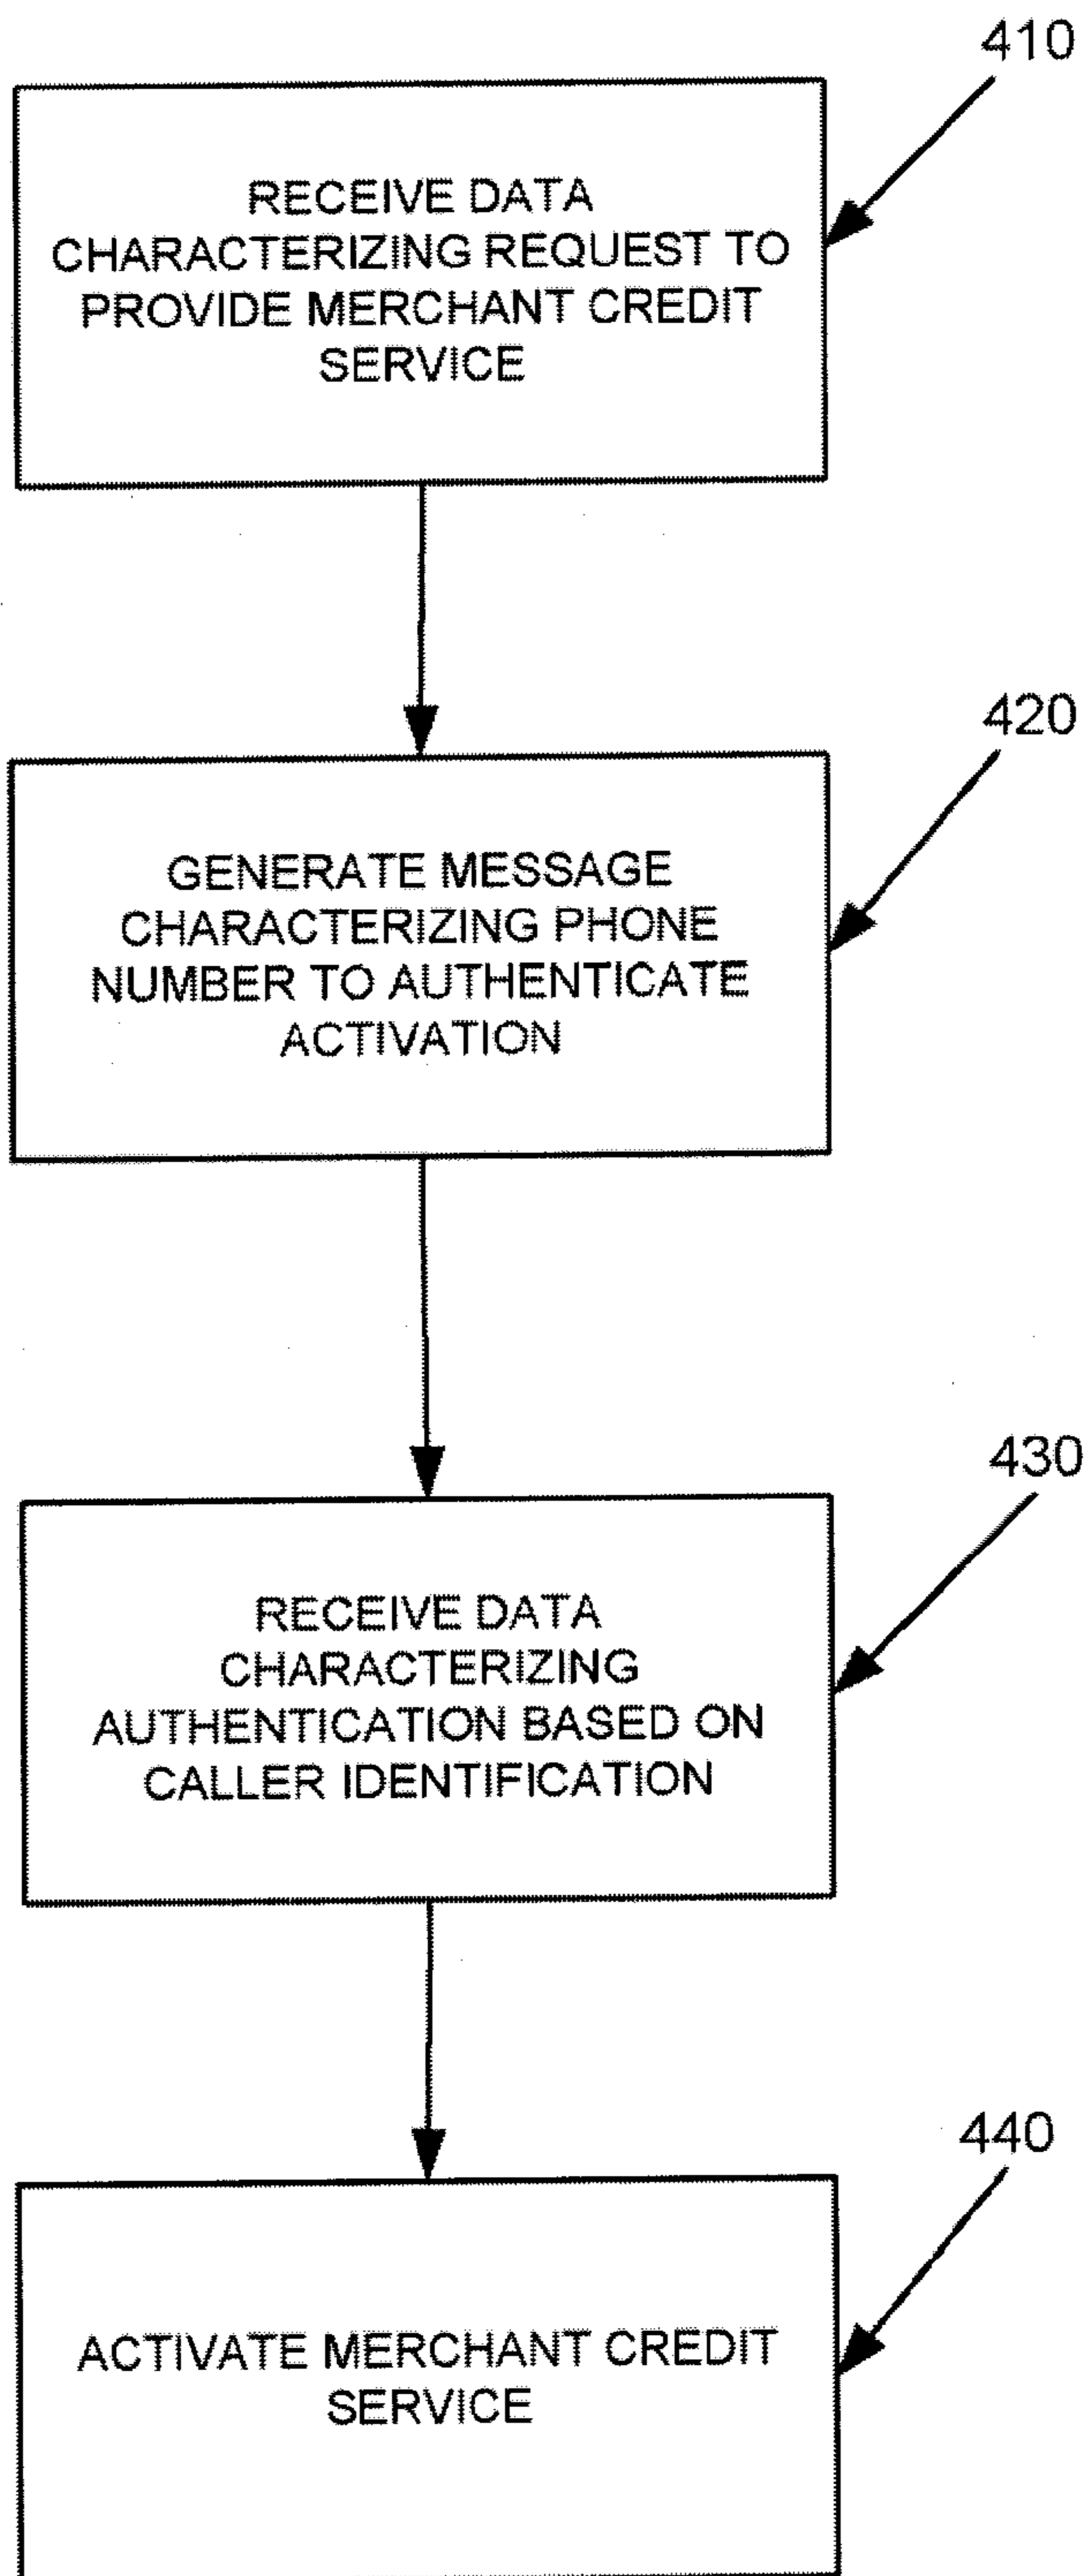 410
RECEIVE DATA
CHARACTERIZING REQUEST TO
PROVIDE MERCHANT CREDIT
SERVICE
420
GENERATE MESSAGE
CHARACTERIZING PHONE
NUMBER TO AUTHENTICATE
ACTIVATION
430
RECEIVE DATA
CHARACTERIZING
AUTHENTICATION BASED ON
CALLER IDENTIFICATION
440
ACTIVATE MERCHANT CREDIT
SERVICE